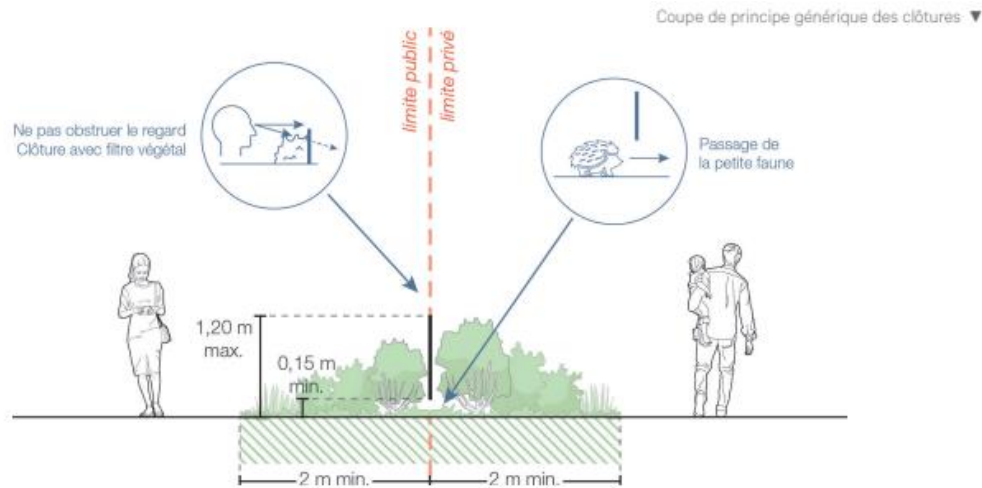 Coupe de principe générique des clôtures ▼
limite public
limite privé
Ne pas obstruer le regard
Clôture avec filtre végétal
Passage de
la petite faune
1,20 m
max.
0,15 m
min.
2 m min.
2 m min.